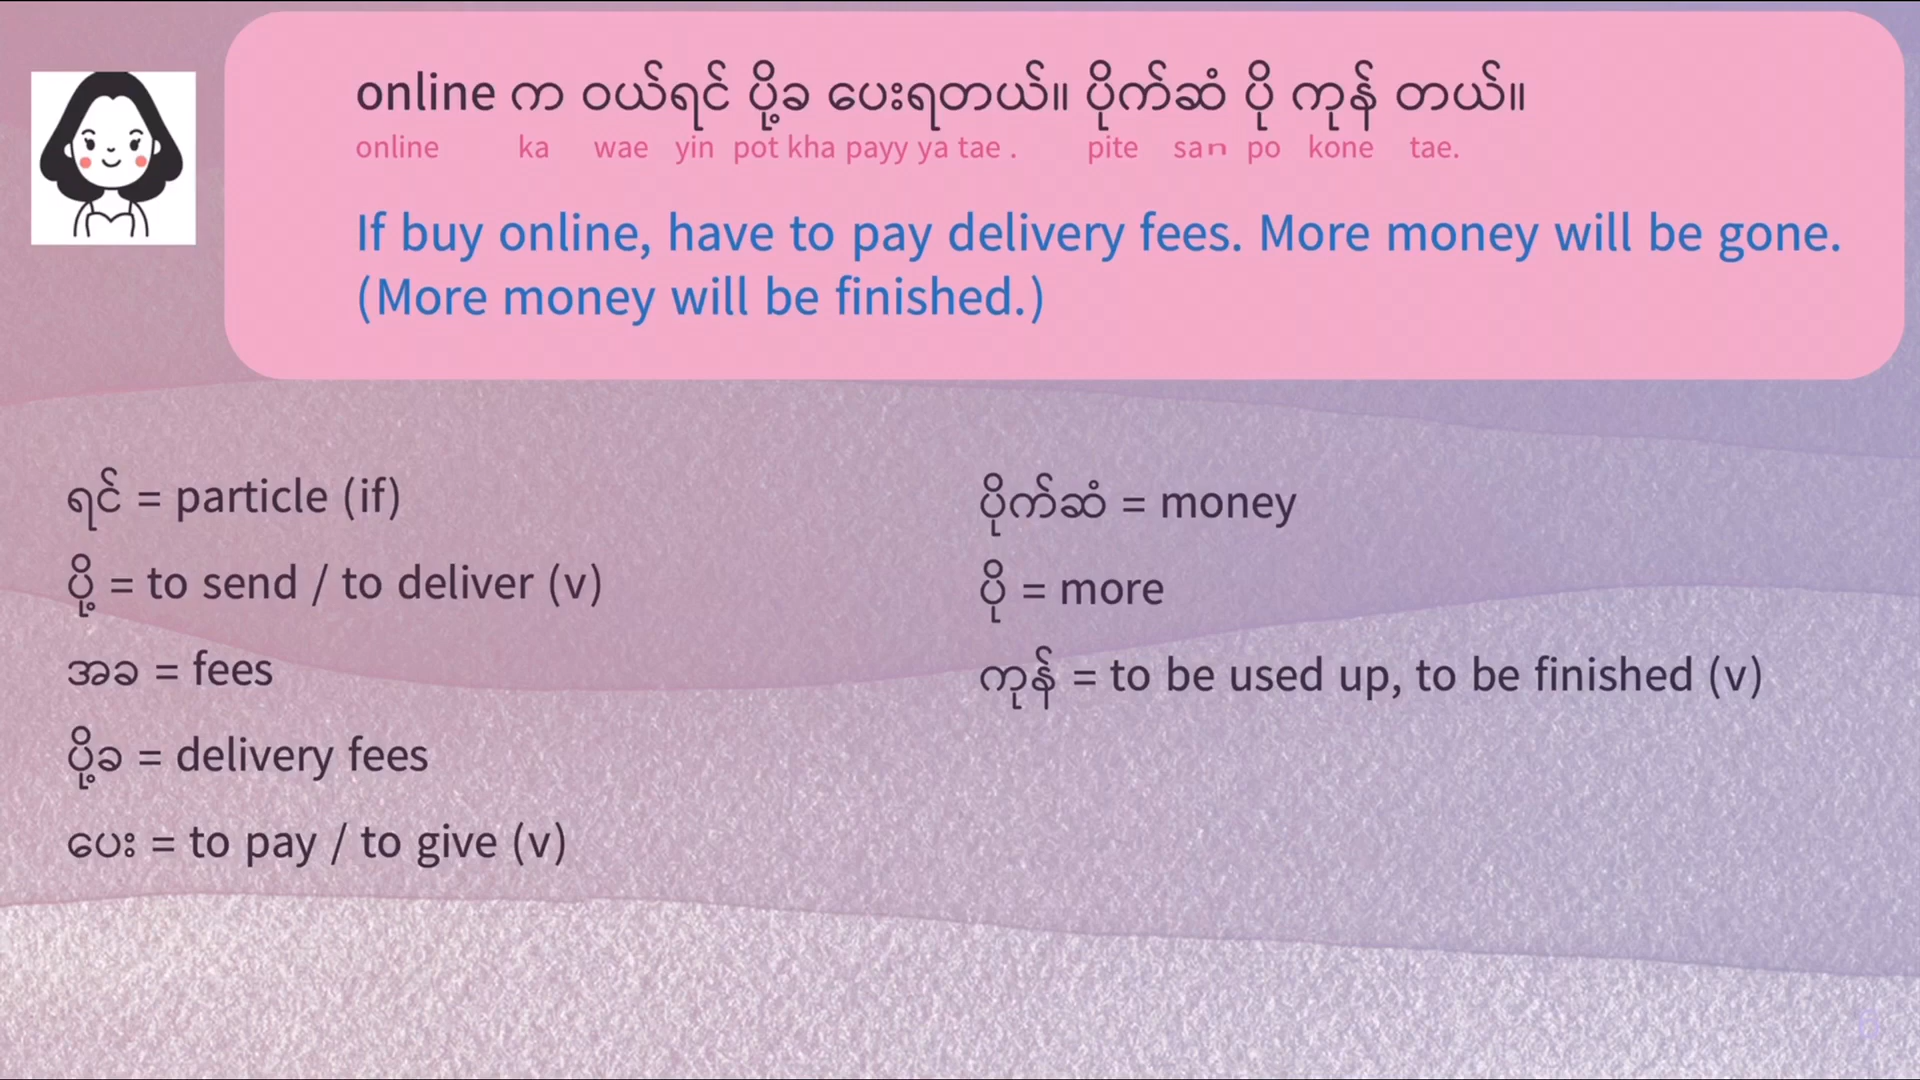 online က ဝယ်ရင် ပို့ခ ပေးရတယ်။ ပိုက်ဆံ ပို ကုန် တယ်။
online ka wae yin pot kha payy ya tae . pite san po kone tae.
If buy online, have to pay delivery fees. More money will be gone.
(More money will be finished.)
ရင် = particle (if)
ပို့ = to send / to deliver (v)
အခ = fees
ပို့ခ = delivery fees
ပေး = to pay / to give (v)
ပိုက်ဆံ = money
ပို = more
ကုန် = to be used up, to be finished (v)